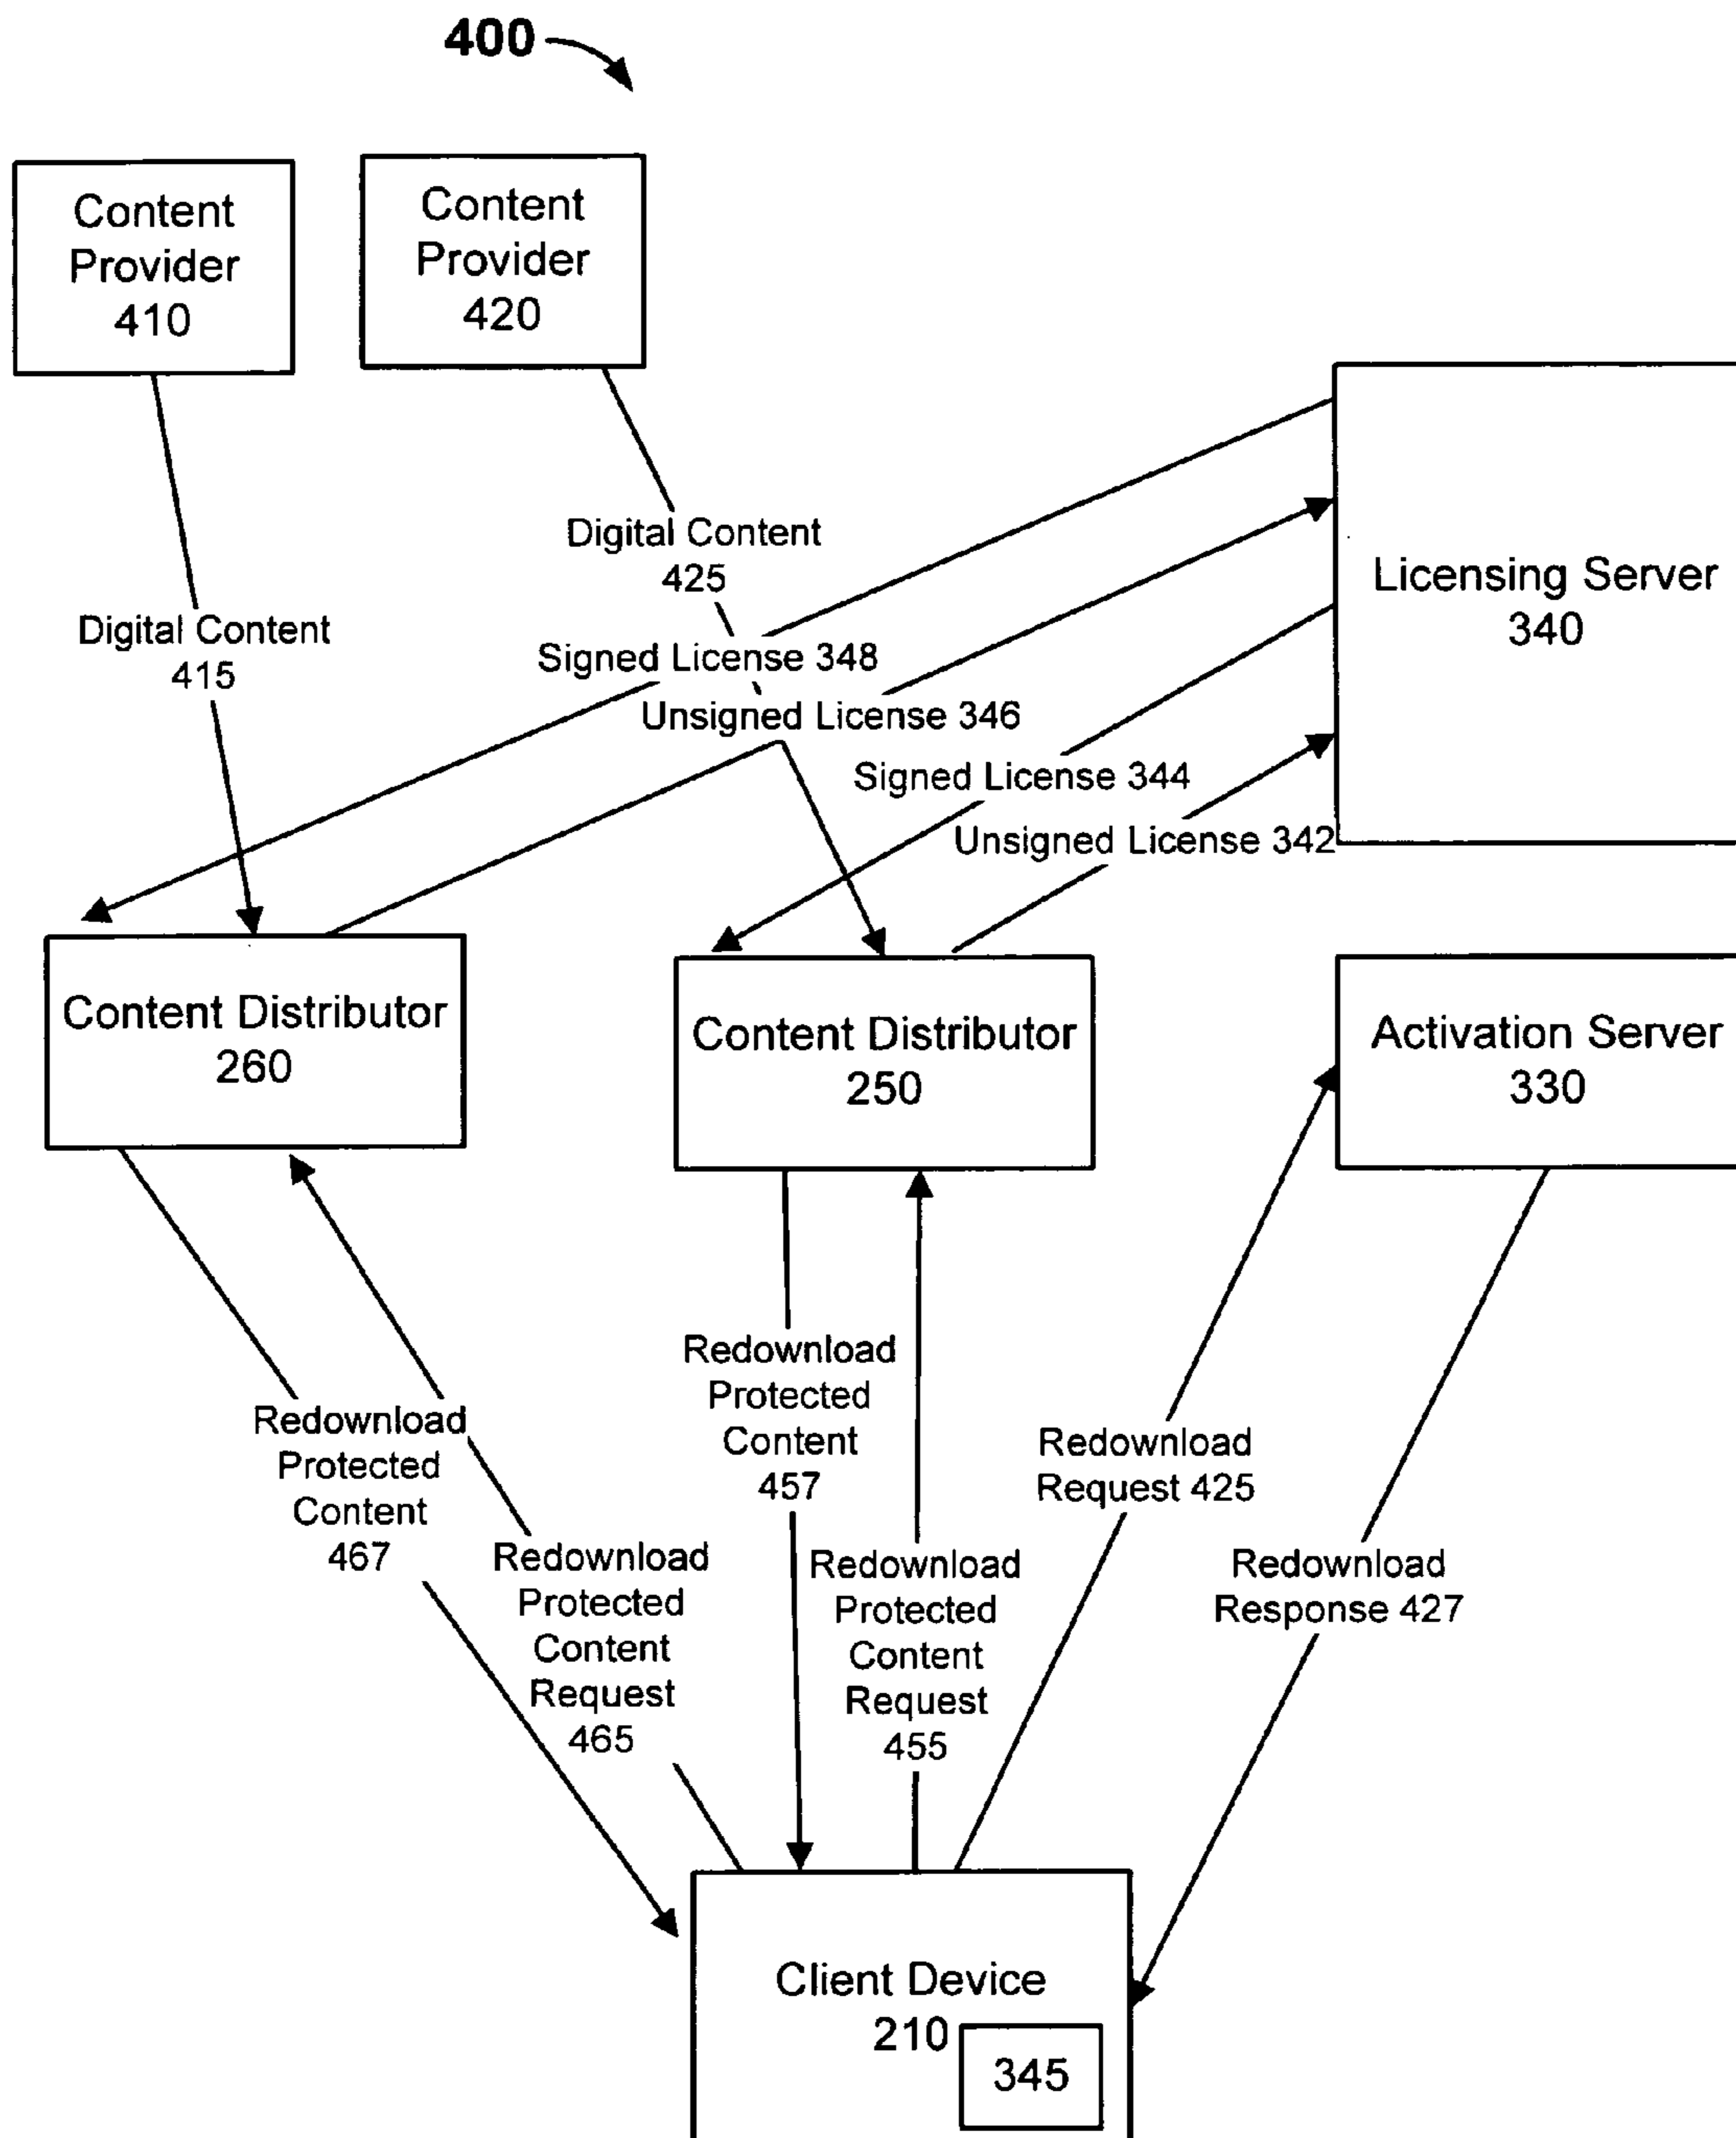 400
Content
Provider
410
Content
Provider
420
Digital Content
425
Licensing Server
340
Digital Content
415
Signed License 348
Unsigned License 346
Signed License 344
Unsigned License 342
Content Distributor
260
Content Distributor
250
Activation Server
330
Redownload
Protected
Content
467
Redownload
Protected
Content
Request
465
Redownload
Protected
Content
457
Redownload
Protected
Content
Request
455
Redownload
Request 425
Redownload
Response 427
Client Device
210
345